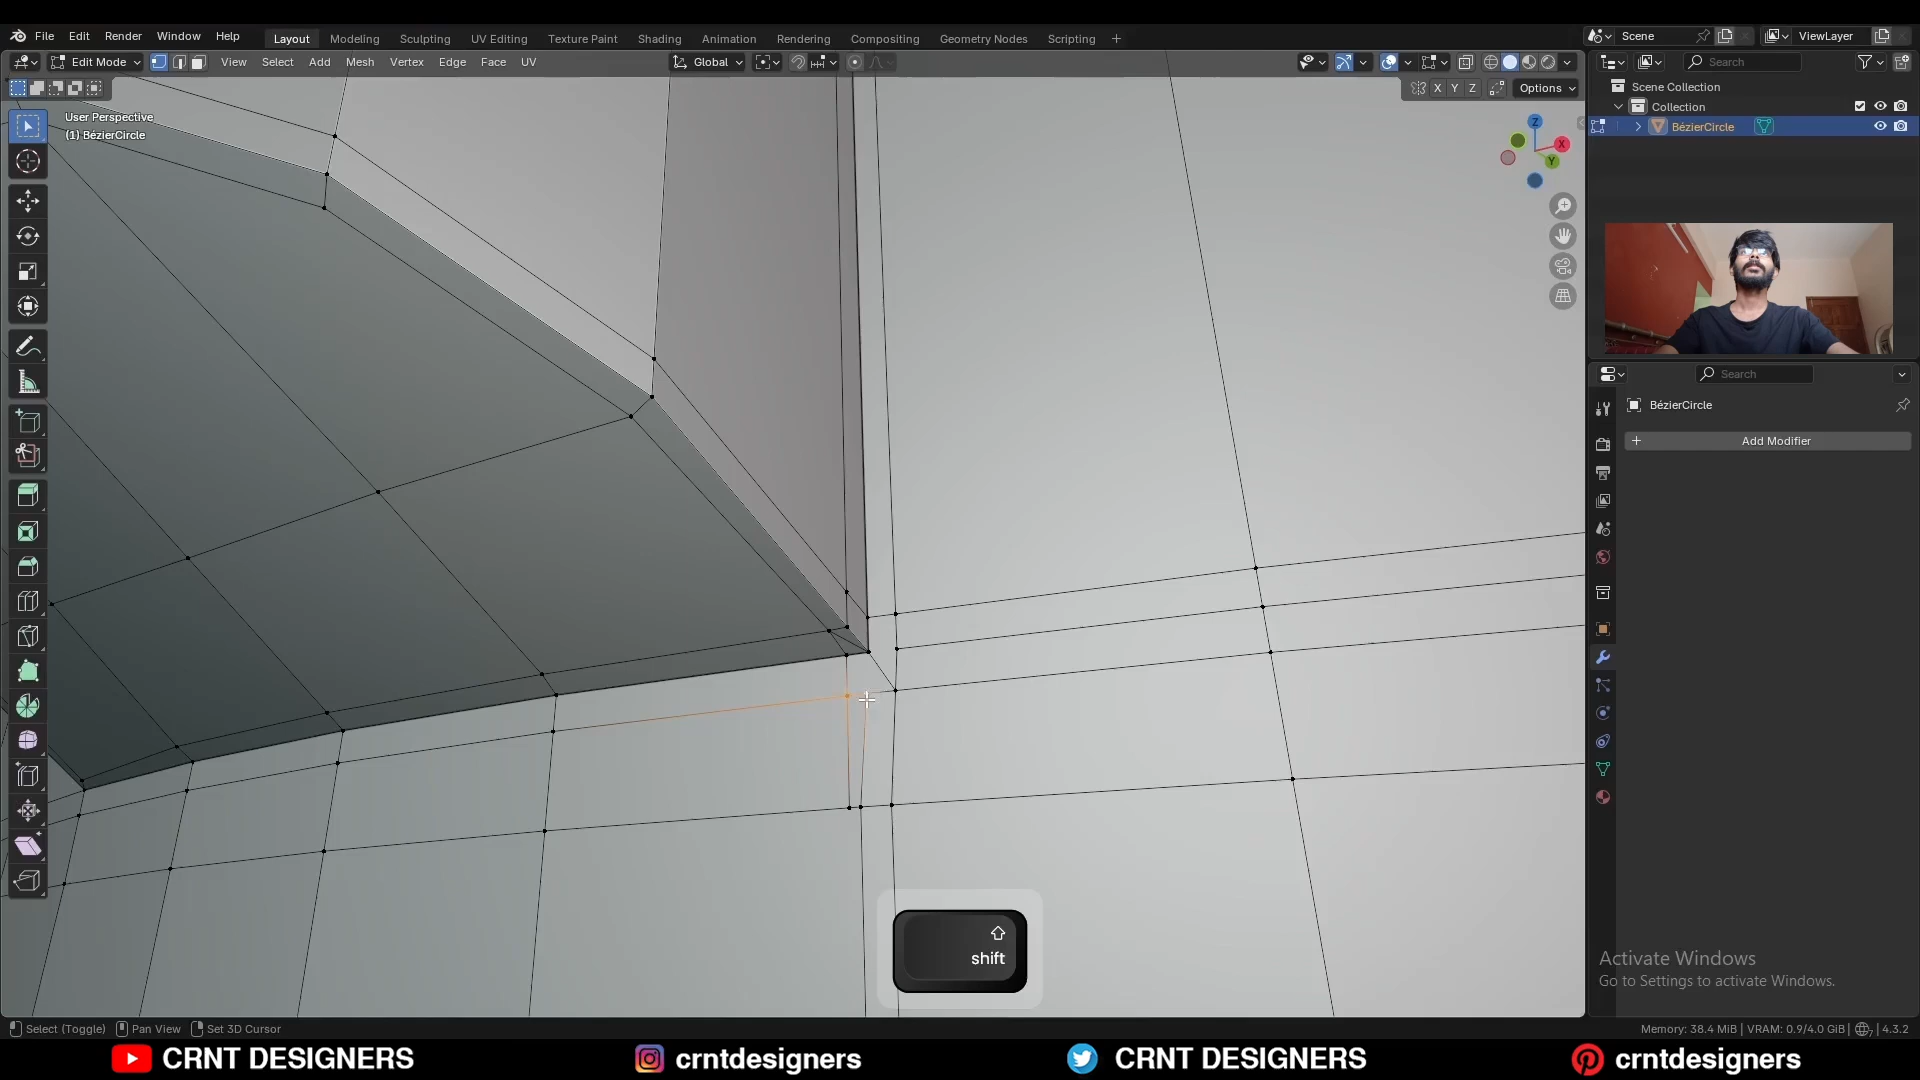 File Edit Render Window Help Layout Modeling Sculpting UV Editing Texture Paint Shading Animation Rendering Compositing Geometry Nodes Scripting + Scene ViewLayer
Edit Mode View Select Add Mesh Vertex Edge Face UV Global Search
X Y Z Options
Scene Collection
Collection
BézierCircle
User Perspective
(1) BézierCircle
Z
X
Y
Search
BézierCircle
+ Add Modifier
shift
Activate Windows
Go to Settings to activate Windows.
Select (Toggle) Pan View Set 3D Cursor Memory: 38.4 MiB | VRAM: 0.9/4.0 GiB | 4.3.2
CRNT DESIGNERS crntdesigners CRNT DESIGNERS crntdesigners